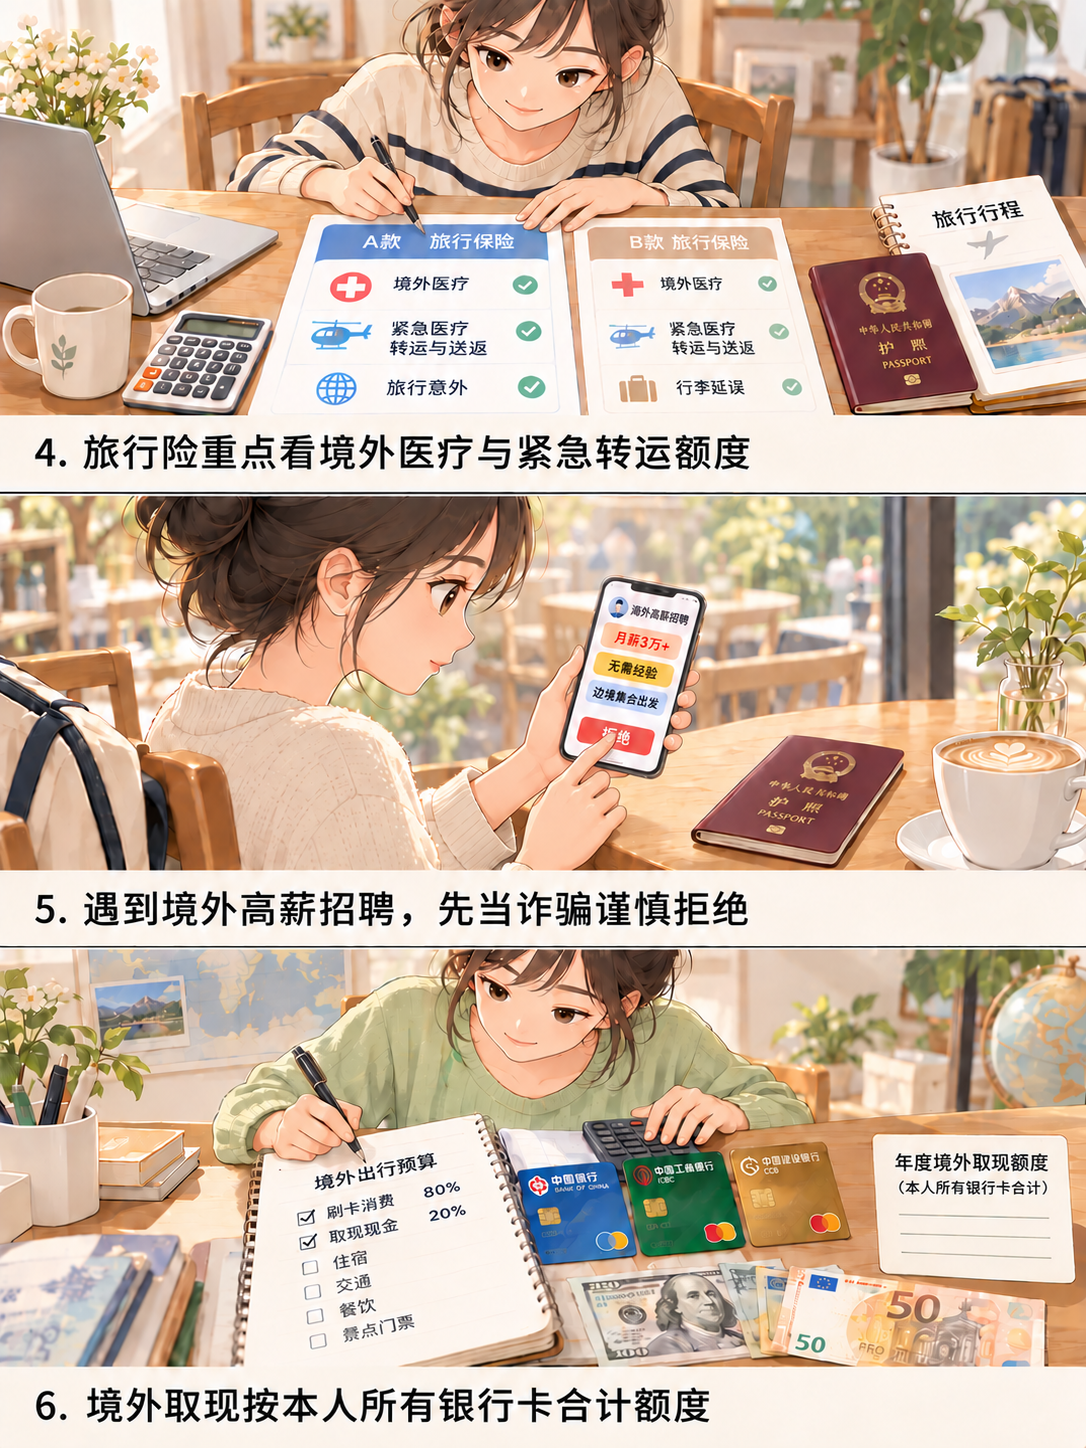 A款 旅行保险
境外医疗
紧急医疗
转运与送返
旅行意外
B款 旅行保险
境外医疗
紧急医疗
转运与送返
行李延误
旅行行程
中华人民共和国
护照
PASSPORT
4. 旅行险重点看境外医疗与紧急转运额度
海外高薪招聘
月薪3万+
无需经验
边境集合出发
拒绝
护照
PASSPORT
5. 遇到境外高薪招聘，先当诈骗谨慎拒绝
境外出行预算
刷卡消费 80%
取现现金 20%
住宿
交通
餐饮
景点门票
中国银行
BANK OF CHINA
中国工商银行
ICBC
中国建设银行
CCB
年度境外取现额度
（本人所有银行卡合计）
100
50
50
6. 境外取现按本人所有银行卡合计额度